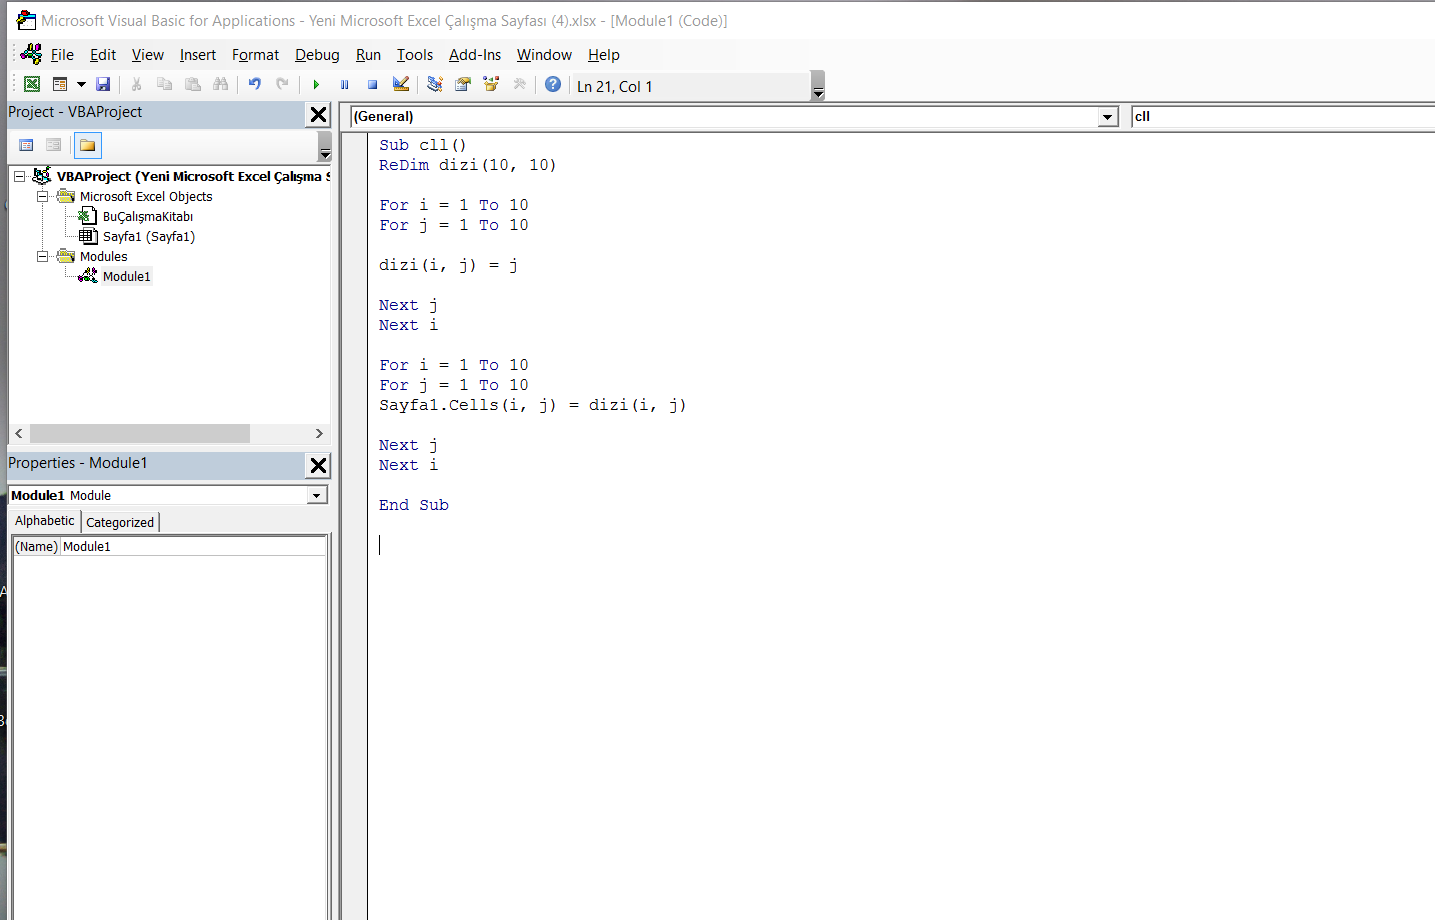 Microsoft Visual Basic for Applications - Yeni Microsoft Excel Çalışma Sayfası (4).xlsx - [Module1 (Code)]
File Edit View Insert Format Debug Run Tools Add-Ins Window Help
Ln 21, Col 1
Project - VBAProject
VBAProject (Yeni Microsoft Excel Çalışma S
Microsoft Excel Objects
BuÇalışmaKitabı
Sayfa1 (Sayfa1)
Modules
Module1
Properties - Module1
Module1 Module
Alphabetic Categorized
(Name) Module1
(General) cll
Sub cll()
ReDim dizi(10, 10)
For i = 1 To 10
For j = 1 To 10
dizi(i, j) = j
Next j
Next i
For i = 1 To 10
For j = 1 To 10
Sayfa1.Cells(i, j) = dizi(i, j)
Next j
Next i
End Sub